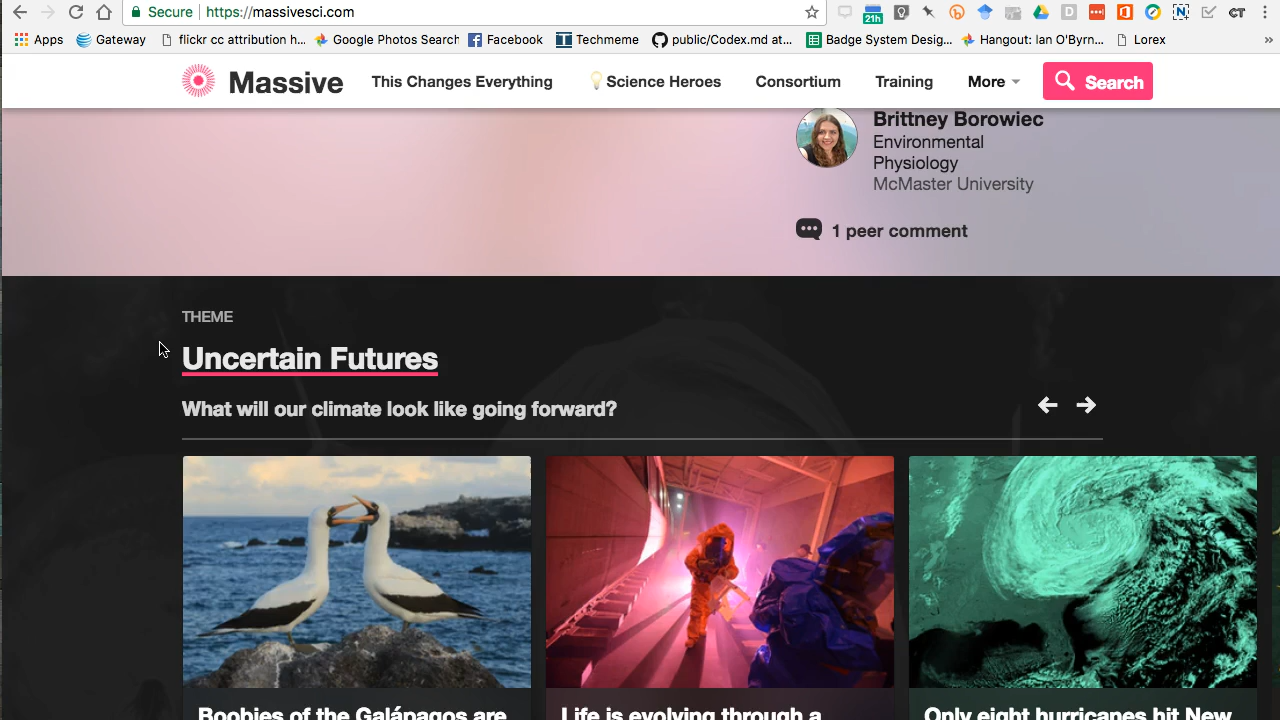 Secure https://massivesci.com
21h
Apps Gateway flickr cc attribution h... Google Photos Search Facebook Techmeme public/Codex.md at... Badge System Desig... Hangout: Ian O'Byrn... Lorex »
Massive This Changes Everything Science Heroes Consortium Training More Search
Brittney Borowiec
Environmental
Physiology
McMaster University
1 peer comment
THEME
Uncertain Futures
What will our climate look like going forward?
Boobies of the Galápagos are Life is evolving through a Only eight hurricanes hit New